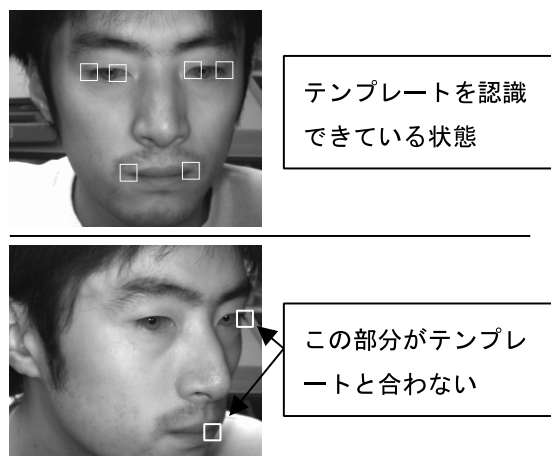 テンプレートを認識
できている状態
この部分がテンプレ
ートと合わない